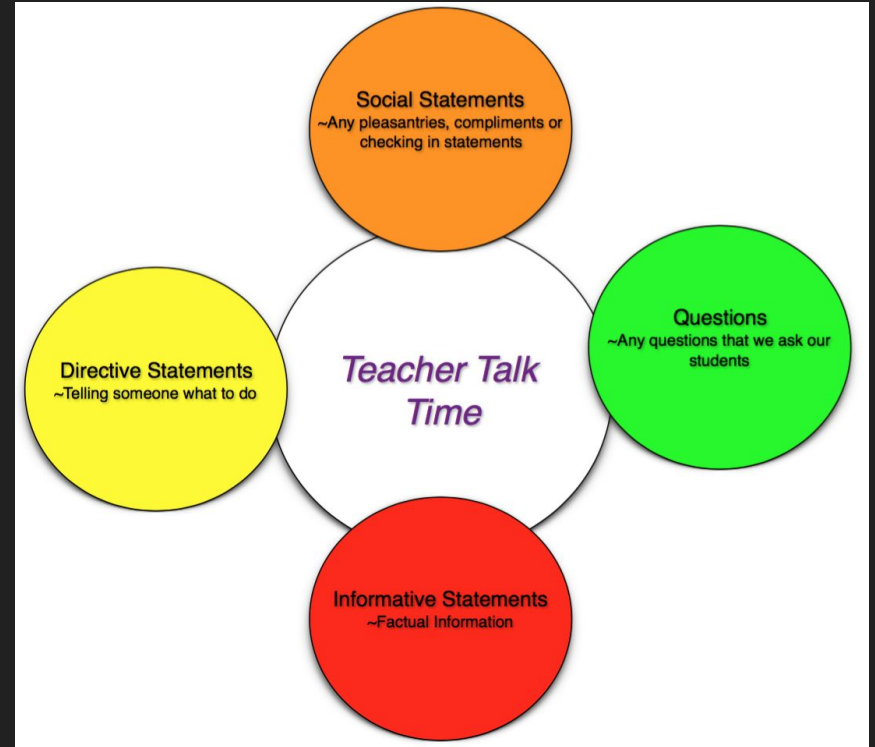 Social Statements
~Any pleasantries, compliments or
checking in statements
Questions
~Any questions that we ask our
students
Directive Statements
~Telling someone what to do
Teacher Talk
Time
Informative Statements
~Factual Information